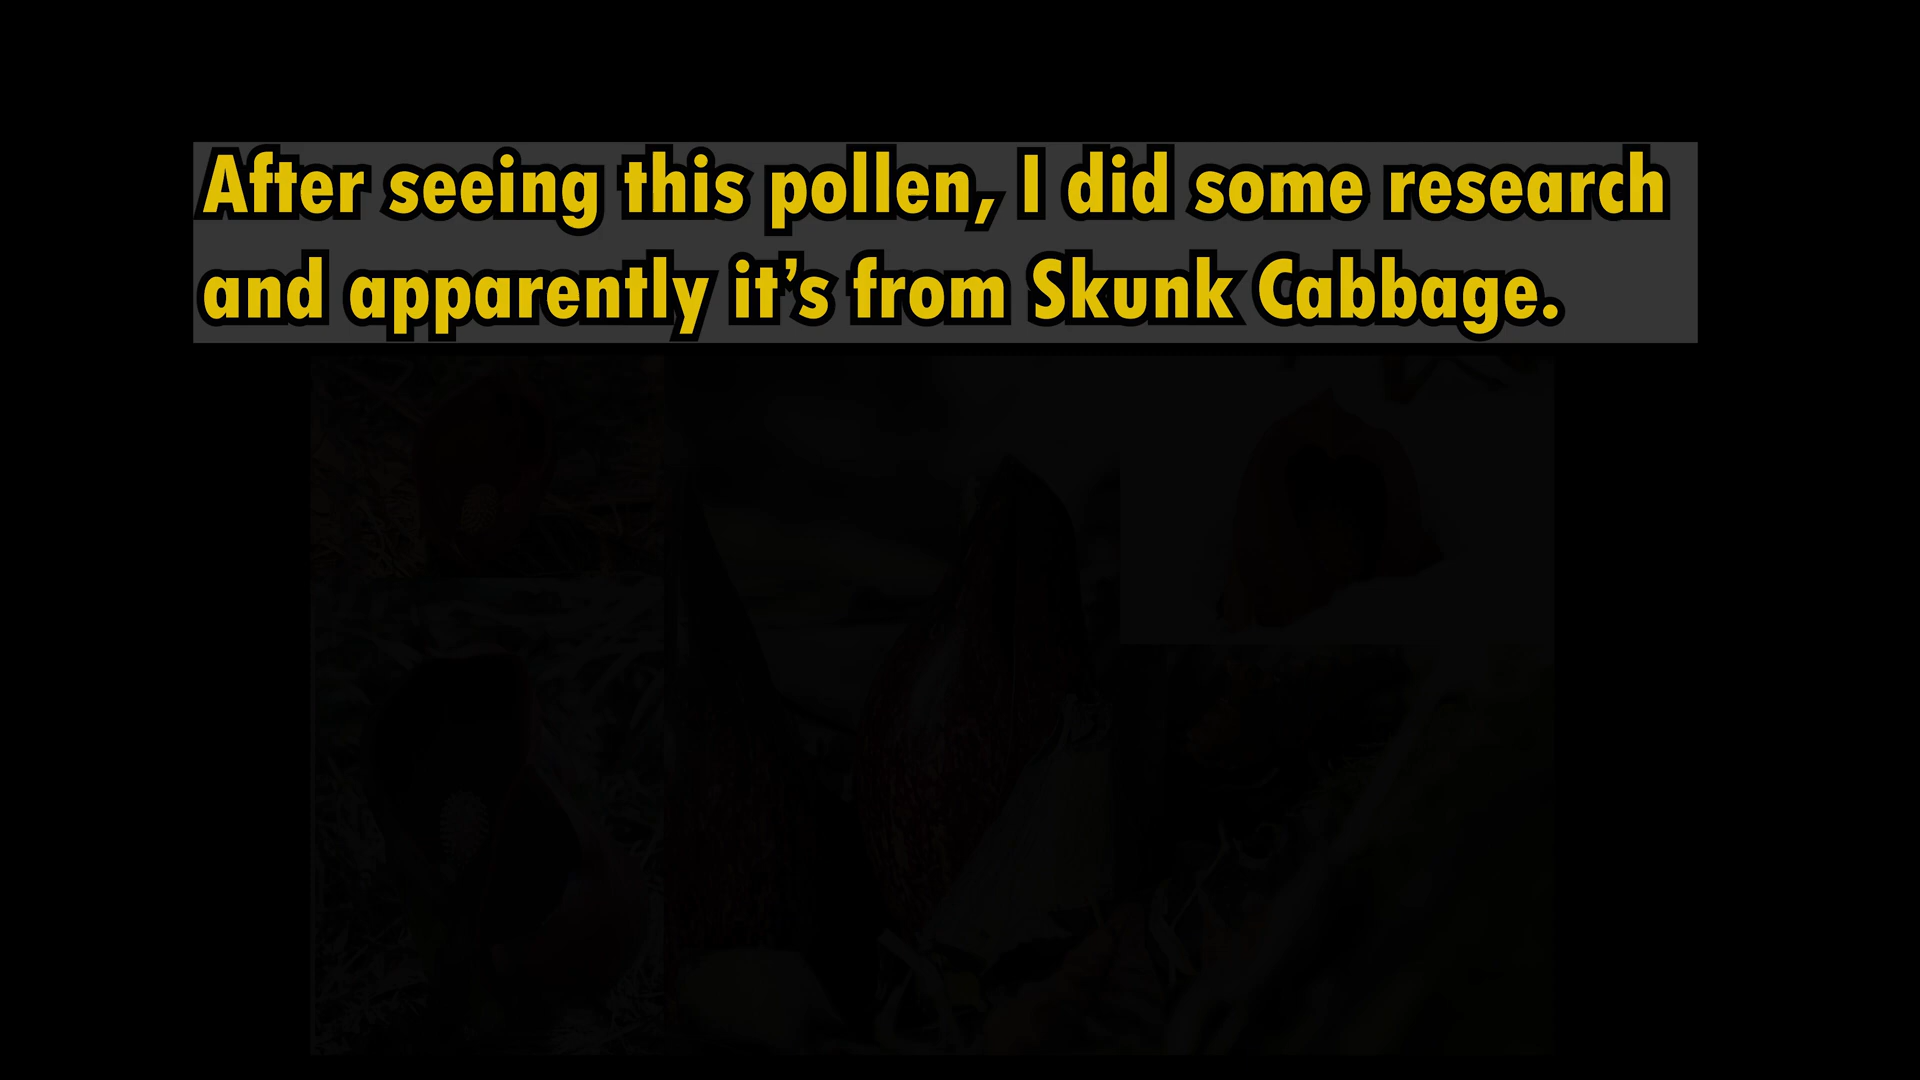 After seeing this pollen, I did some research
and apparently it’s from Skunk Cabbage.